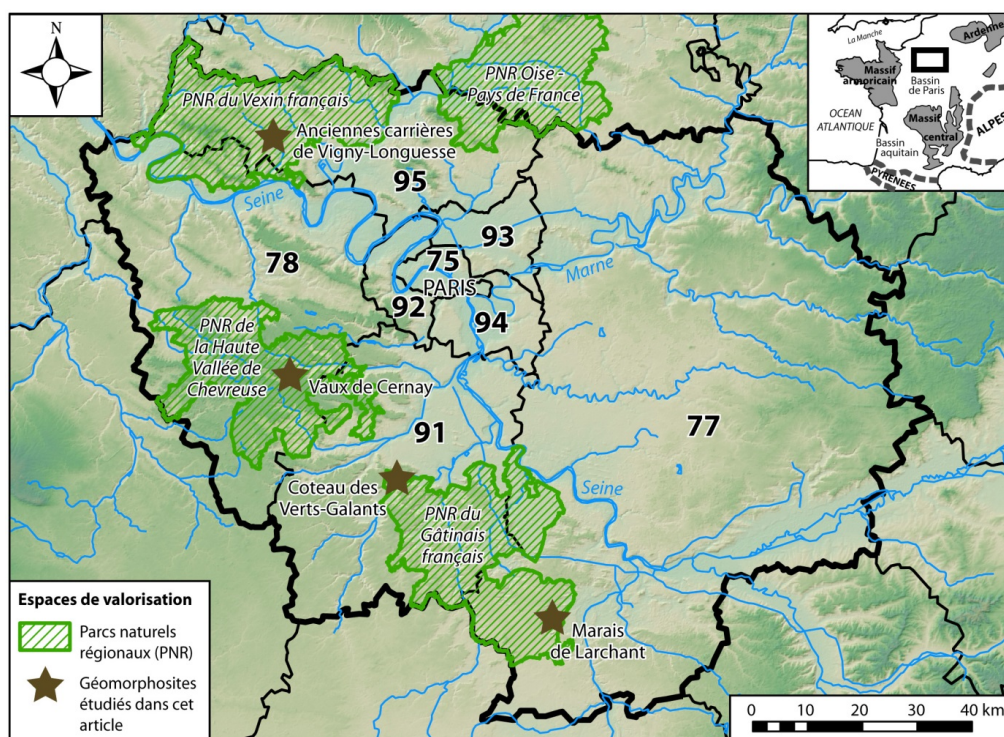 N
PNR du Vexin français
PNR Oise -
Pays de France
Anciennes carrières
de Vigny-Longuesse
95
Seine
93
78
75
PARIS
Marne
92
94
PNR de
la Haute
Vallée de
Chevreuse
Vaux de Cernay
91
77
Coteau des
Verts-Galants
Seine
PNR du
Gâtinais
français
Marais
de Larchant
La Manche
Ardenne
Massif
armoricain
Bassin
de Paris
OCEAN
ATLANTIQUE
Massif
central
ALPES
Bassin
aquitain
PYRENEES
Espaces de valorisation
Parcs naturels
régionaux (PNR)
Géomorphosites
étudiés dans cet
article
0 10 20 30 40 km